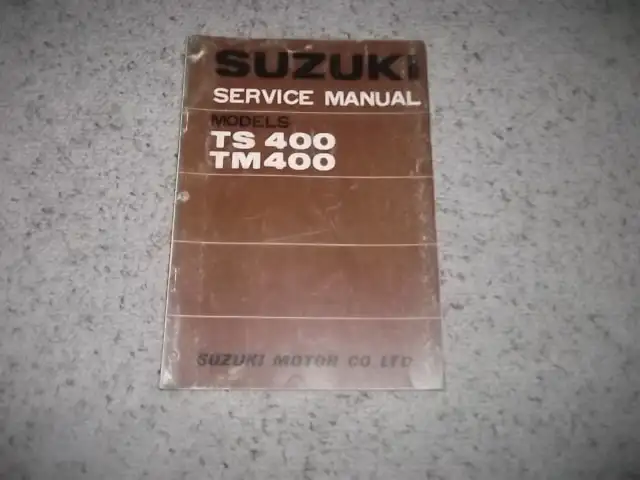 SUZUKI
SERVICE MANUAL
MODELS
TS 400
TM400
SUZUKI MOTOR CO LTD